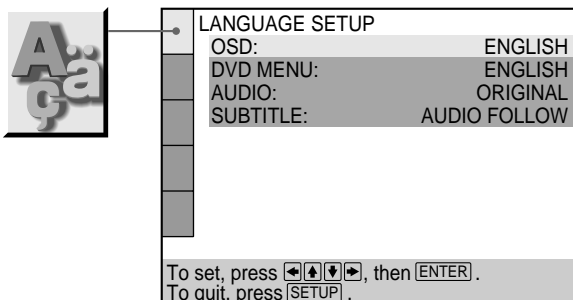 Aäç
LANGUAGE SETUP
OSD: ENGLISH
DVD MENU: ENGLISH
AUDIO: ORIGINAL
SUBTITLE: AUDIO FOLLOW
To set, press 🠸🠹🠻🠺, then ENTER .
To quit, press SETUP .